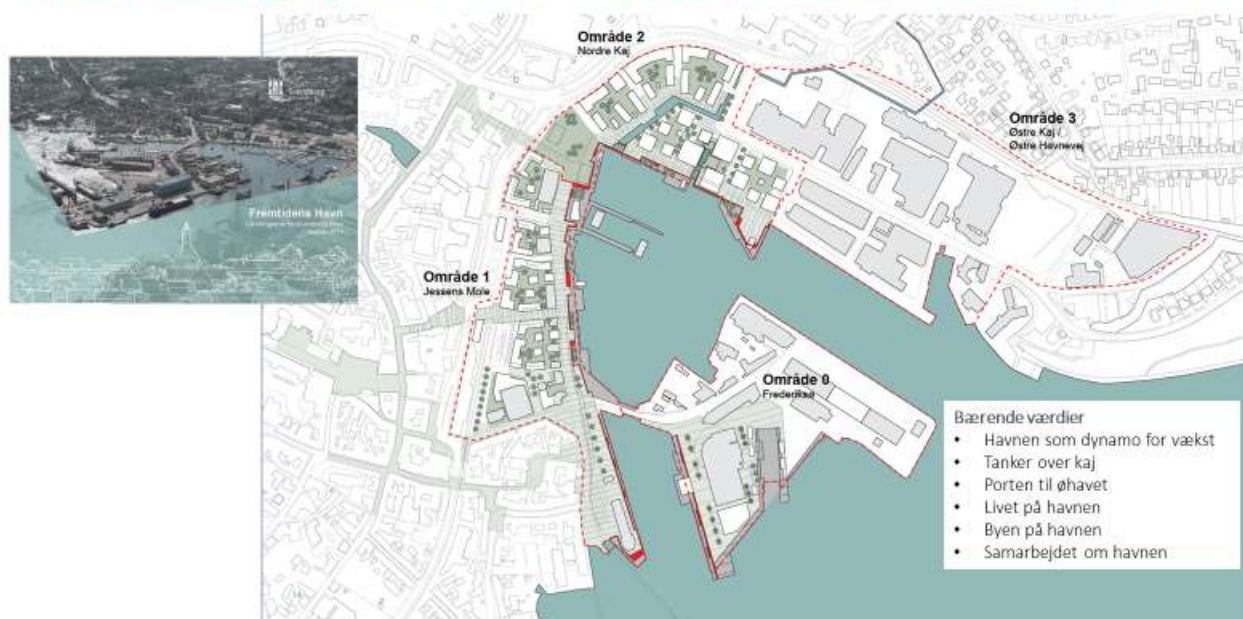 Svendborg
Fremtidens Havn
Område 2
Nordre Kaj
Område 3
Østre Kaj /
Østre Havnevej
Område 1
Jessens Mole
Område 0
Frederiksø
Bærende værdier
• Havnen som dynamo for vækst
• Tanker over kaj
• Porten til øhavet
• Livet på havnen
• Byen på havnen
• Samarbejdet om havnen